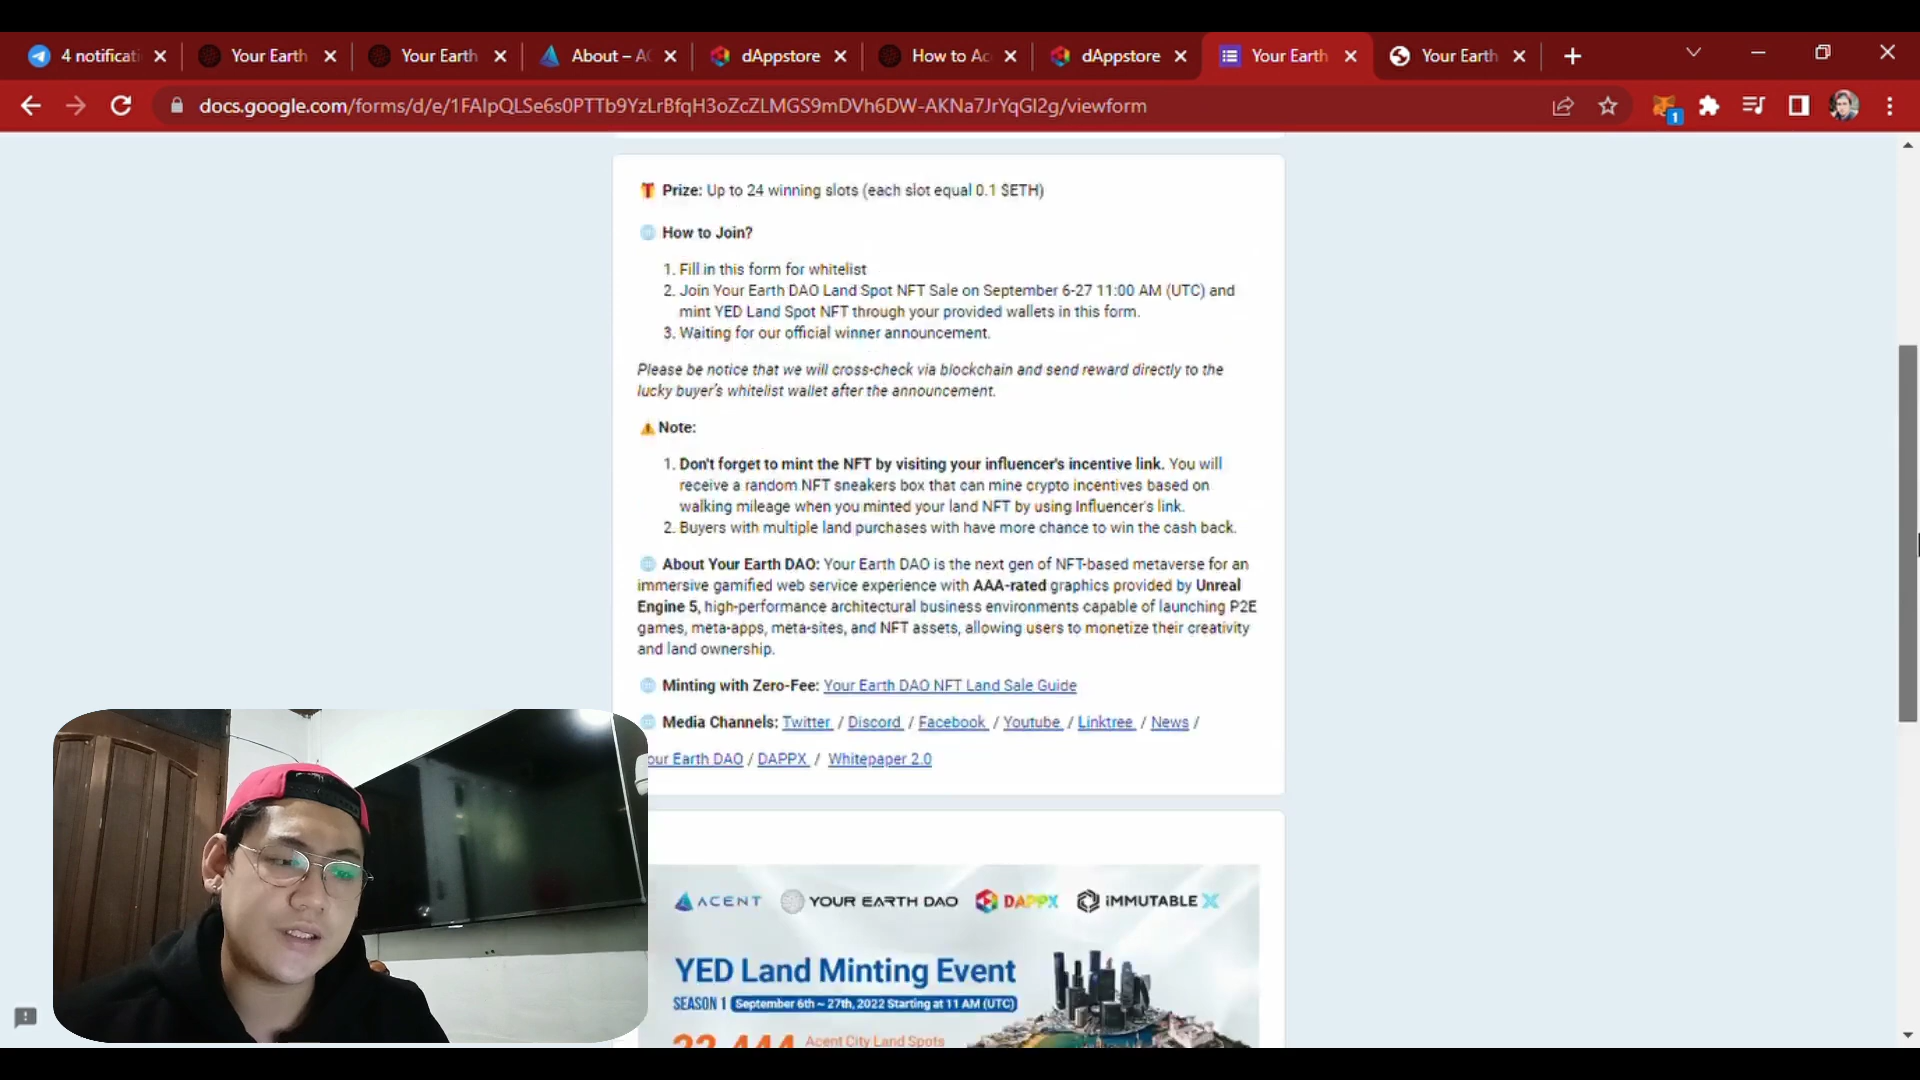 4 notificati
Your Earth
Your Earth
About – AC
dAppstore
How to Ac
dAppstore
Your Earth
Your Earth
docs.google.com/forms/d/e/1FAIpQLSe6s0PTTb9YzLrBfqH3oZcZLMGS9mDVh6DW-AKNa7JrYqGI2g/viewform
1
Prize: Up to 24 winning slots (each slot equal 0.1 $ETH)
How to Join?
1. Fill in this form for whitelist
2. Join Your Earth DAO Land Spot NFT Sale on September 6-27 11:00 AM (UTC) and
mint YED Land Spot NFT through your provided wallets in this form.
3. Waiting for our official winner announcement.
Please be notice that we will cross-check via blockchain and send reward directly to the
lucky buyer's whitelist wallet after the announcement.
Note:
1. Don't forget to mint the NFT by visiting your influencer's incentive link. You will
receive a random NFT sneakers box that can mine crypto incentives based on
walking mileage when you minted your land NFT by using Influencer's link.
2. Buyers with multiple land purchases with have more chance to win the cash back.
About Your Earth DAO: Your Earth DAO is the next gen of NFT-based metaverse for an
immersive gamified web service experience with AAA-rated graphics provided by Unreal
Engine 5, high-performance architectural business environments capable of launching P2E
games, meta-apps, meta-sites, and NFT assets, allowing users to monetize their creativity
and land ownership.
Minting with Zero-Fee: Your Earth DAO NFT Land Sale Guide
Media Channels: Twitter / Discord / Facebook / Youtube / Linktree / News /
our Earth DAO / DAPPX / Whitepaper 2.0
ACENT YOUR EARTH DAO DAPPX IMMUTABLE X
YED Land Minting Event
SEASON 1 September 6th ~ 27th, 2022 Starting at 11 AM (UTC)
22,444 Acent City Land Spots